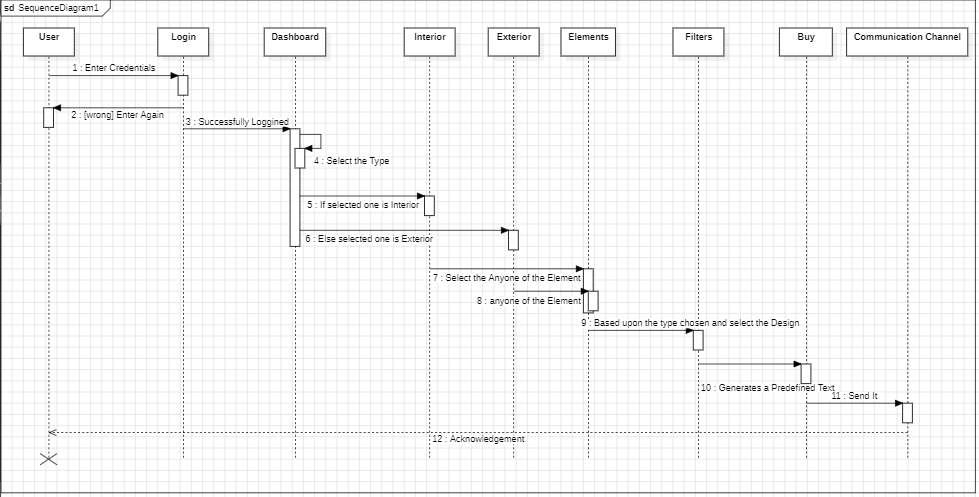 sd SequenceDiagram1
User
Login
Dashboard
Interior
Exterior
Elements
Filters
Buy
Communication Channel
1 : Enter Credentials
2 : [wrong] Enter Again
3 : Successfully Loggined
4 : Select the Type
5 : If selected one is Interior
6 : Else selected one is Exterior
7 : Select the Anyone of the Element
8 : anyone of the Element
9 : Based upon the type chosen and select the Design
10 : Generates a Predefined Text
11 : Send It
12 : Acknowledgement